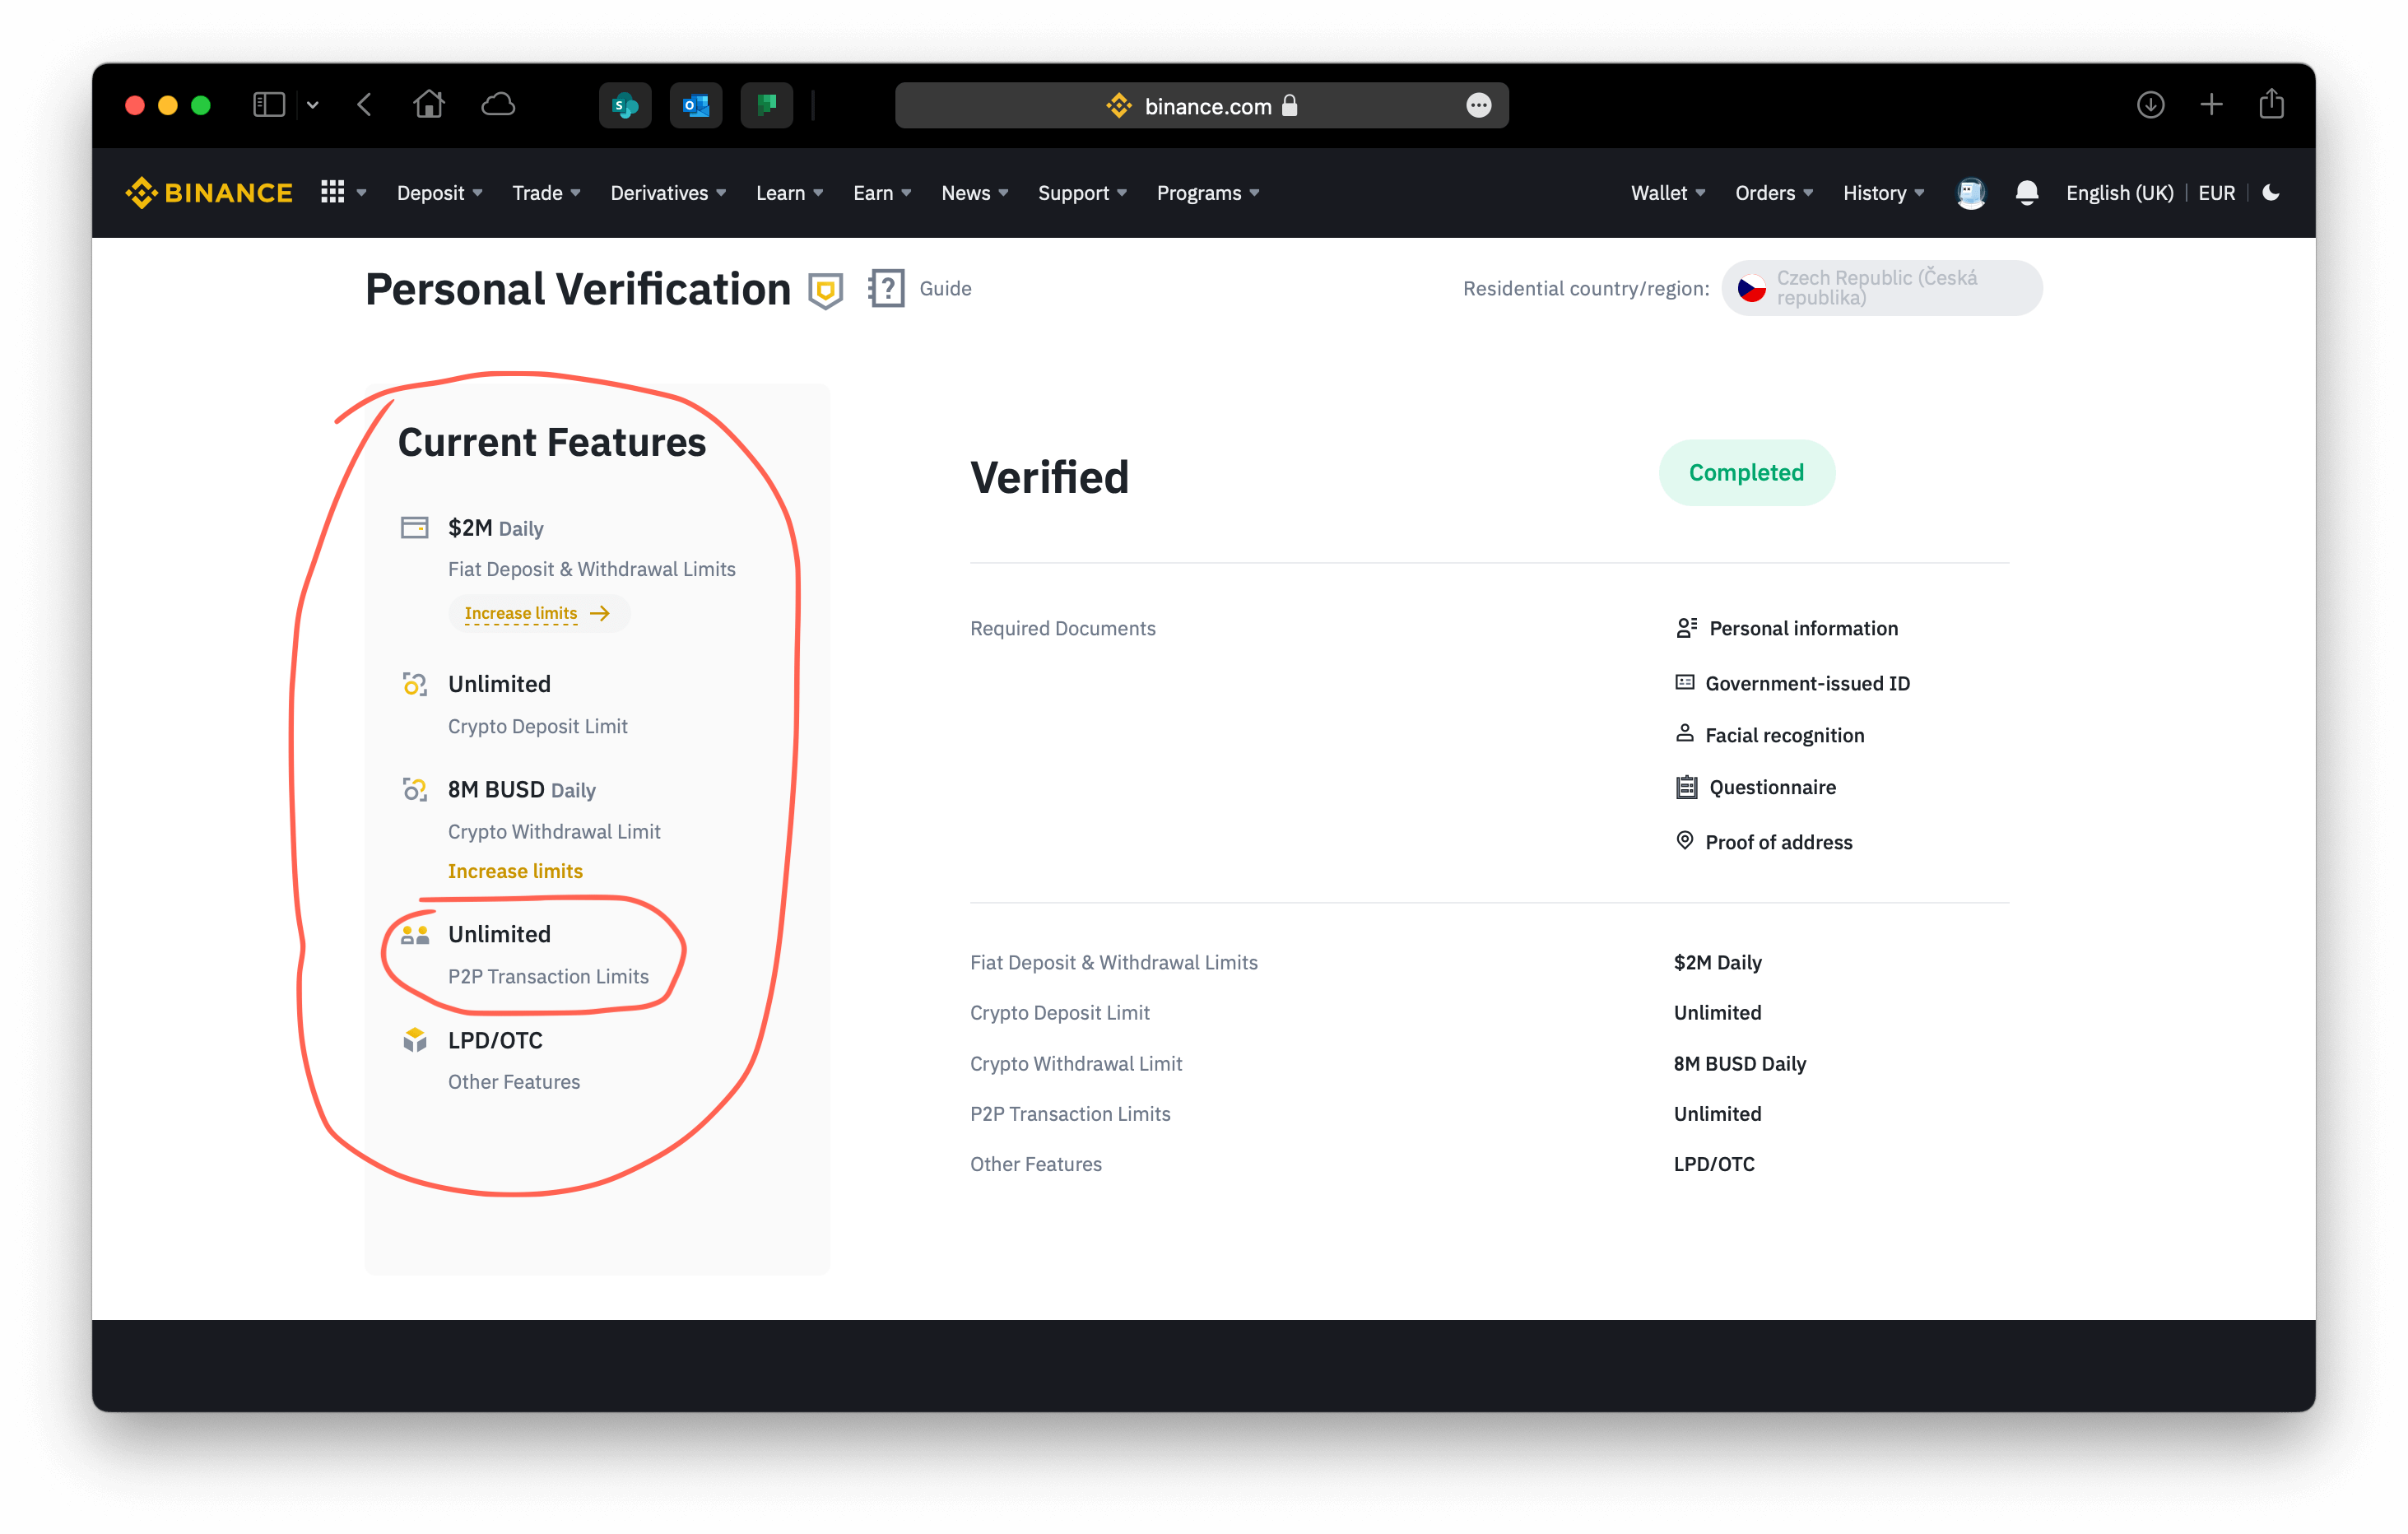 binance.com
BINANCE Deposit Trade Derivatives Learn Earn News Support Programs Wallet Orders History English (UK) EUR
Personal Verification Guide
Residential country/region: Czech Republic (Česká
republika)
Current Features
$2M Daily
Fiat Deposit & Withdrawal Limits
Increase limits
Unlimited
Crypto Deposit Limit
8M BUSD Daily
Crypto Withdrawal Limit
Increase limits
Unlimited
P2P Transaction Limits
LPD/OTC
Other Features
Verified Completed
Required Documents Personal information
Government-issued ID
Facial recognition
Questionnaire
Proof of address
Fiat Deposit & Withdrawal Limits $2M Daily
Crypto Deposit Limit Unlimited
Crypto Withdrawal Limit 8M BUSD Daily
P2P Transaction Limits Unlimited
Other Features LPD/OTC